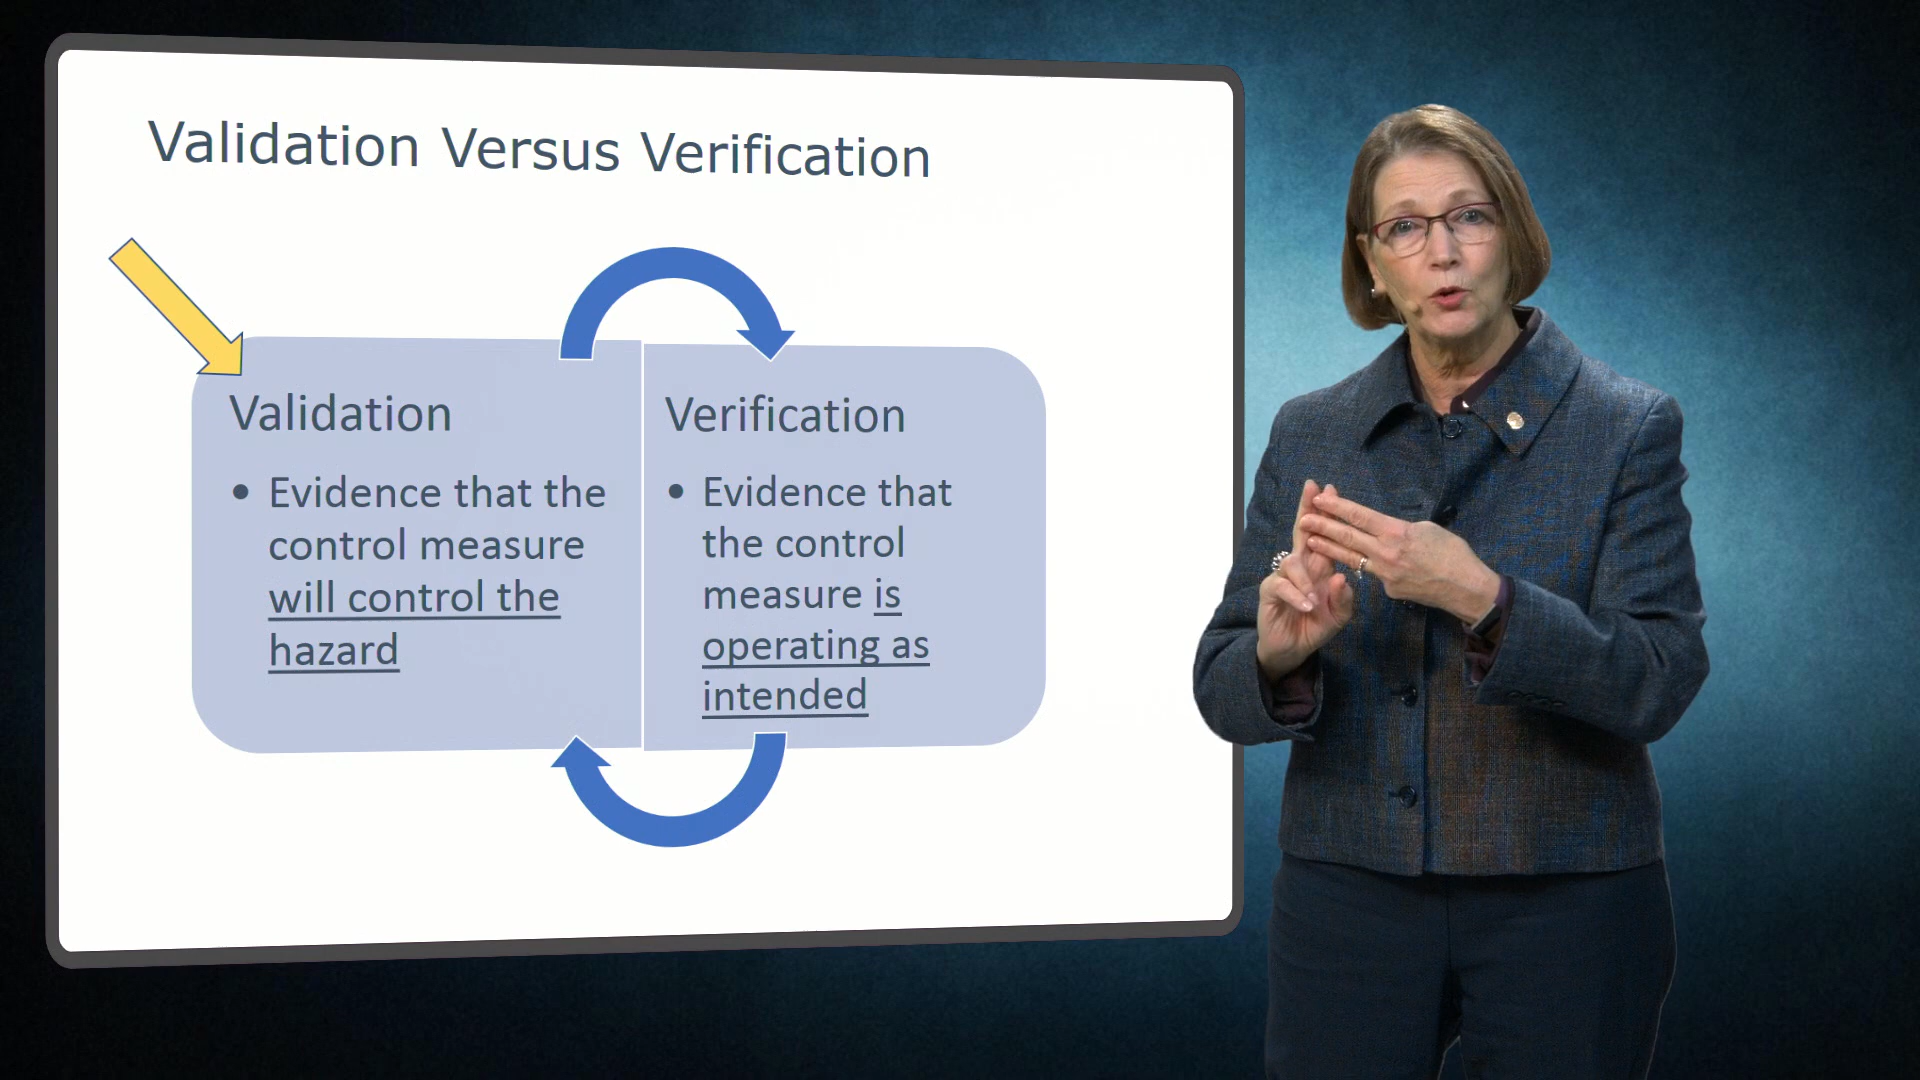 Validation Versus Verification
Validation
• Evidence that the
control measure
will control the
hazard
Verification
• Evidence that
the control
measure is
operating as
intended